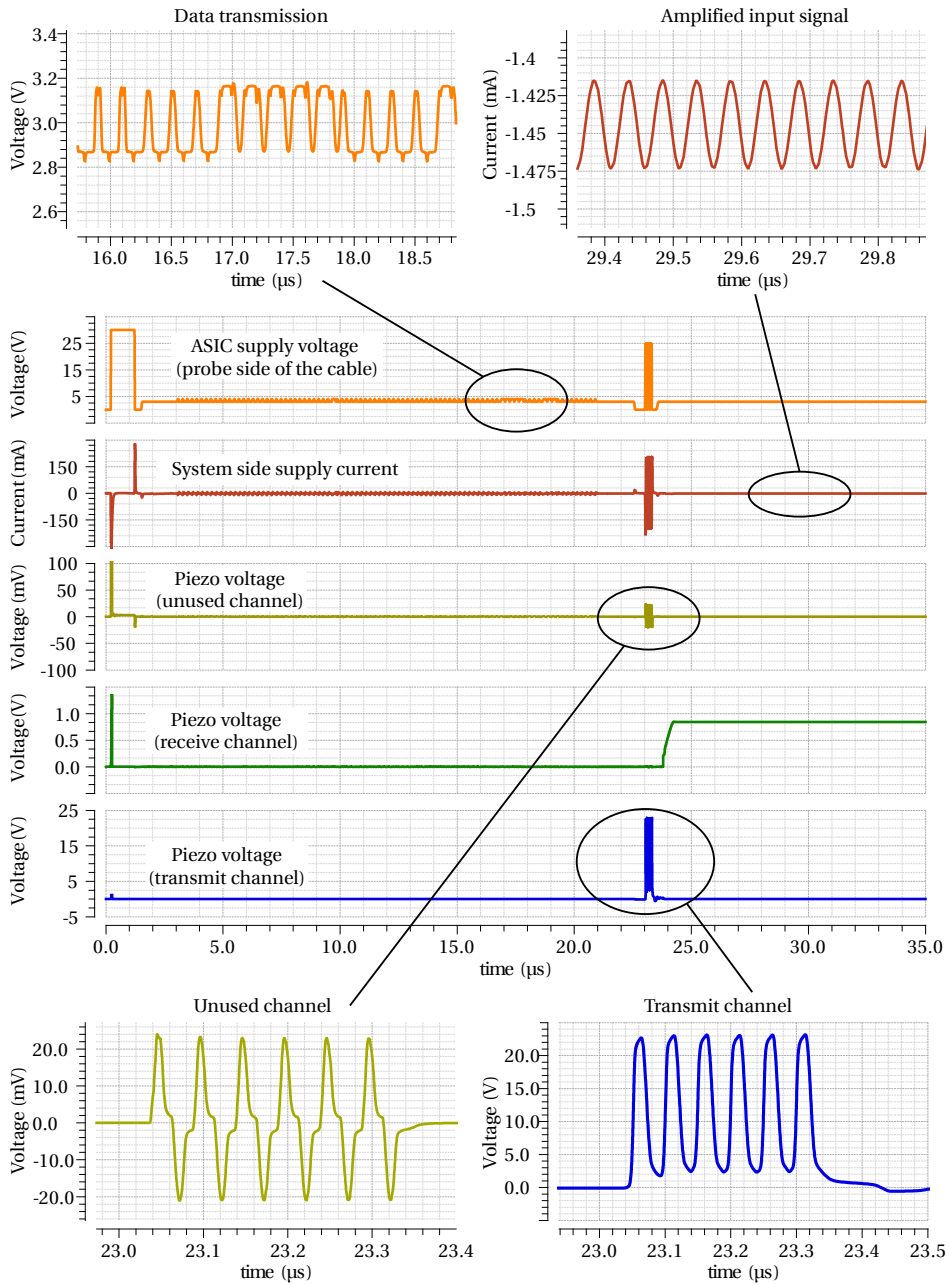 Data transmission
Voltage (V)
3.4
3.2
3.0
2.8
2.6
16.0 16.5 17.0 17.5 18.0 18.5
time (µs)
Amplified input signal
Current (mA)
-1.4
-1.425
-1.45
-1.475
-1.5
29.4 29.5 29.6 29.7 29.8
time (µs)
Voltage(V)
25
15
5
ASIC supply voltage
(probe side of the cable)
Current (mA)
150
0
-150
System side supply current
Voltage (mV)
100
50
0
-50
-100
Piezo voltage
(unused channel)
Voltage(V)
1.0
0.5
0.0
Piezo voltage
(receive channel)
Voltage(V)
25
15
5
-5
Piezo voltage
(transmit channel)
0.0 5.0 10.0 15.0 20.0 25.0 30.0 35.0
time (µs)
Unused channel
Voltage (mV)
20.0
10.0
0.0
-10.0
-20.0
23.0 23.1 23.2 23.3 23.4
time (µs)
Transmit channel
Voltage (V)
20.0
15.0
10.0
5.0
0.0
23.0 23.1 23.2 23.3 23.4 23.5
time (µs)